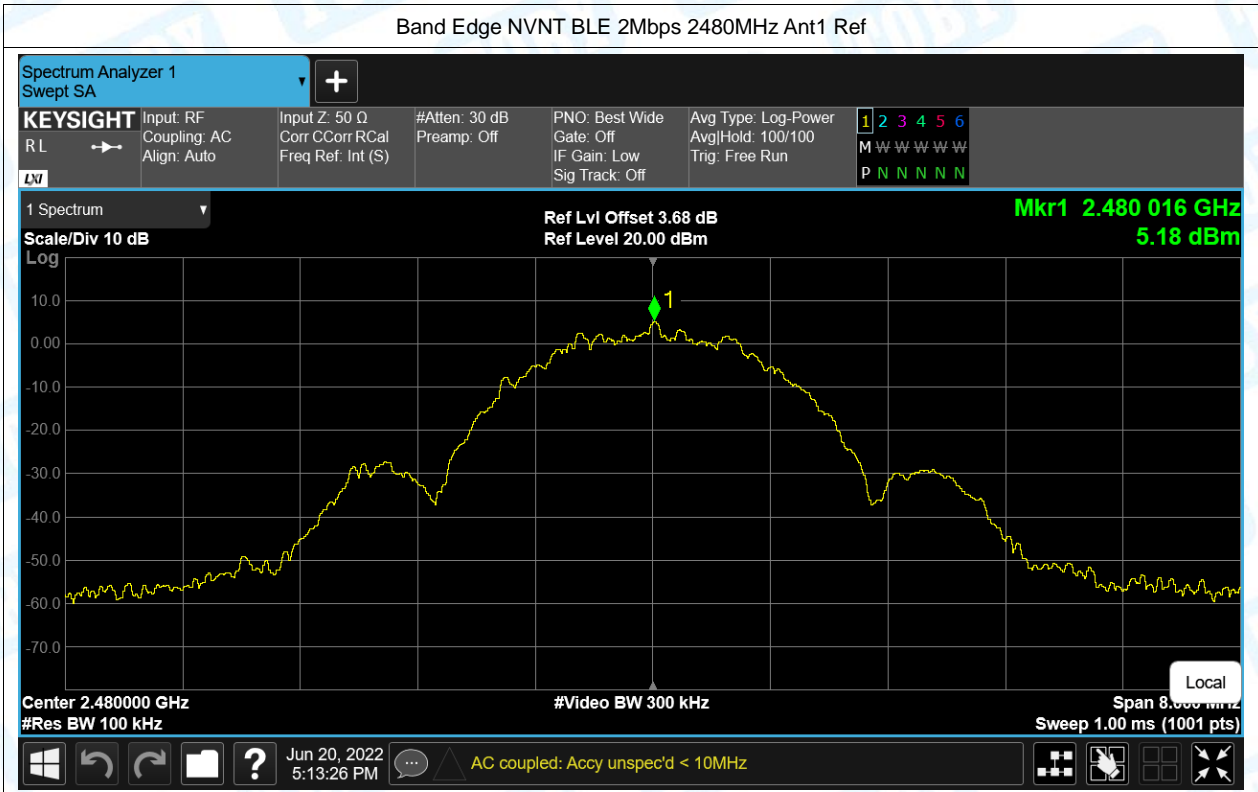 Band Edge NVNT BLE 2Mbps 2480MHz Ant1 Ref
Spectrum Analyzer 1
Swept SA
KEYSIGHT
R L
LXI
Input: RF
Coupling: AC
Align: Auto
Input Z: 50 Ω
Corr CCorr RCal
Freq Ref: Int (S)
#Atten: 30 dB
Preamp: Off
PNO: Best Wide
Gate: Off
IF Gain: Low
Sig Track: Off
Avg Type: Log-Power
Avg|Hold: 100/100
Trig: Free Run
1 2 3 4 5 6
M W W W W W
P N N N N N
1 Spectrum
Scale/Div 10 dB
Ref Lvl Offset 3.68 dB
Ref Level 20.00 dBm
Mkr1 2.480 016 GHz
5.18 dBm
Log
1
10.0
0.00
-10.0
-20.0
-30.0
-40.0
-50.0
-60.0
-70.0
Local
Center 2.480000 GHz
#Video BW 300 kHz
Span 8.000 MHz
#Res BW 100 kHz
Sweep 1.00 ms (1001 pts)
?
Jun 20, 2022
5:13:26 PM
AC coupled: Accy unspec'd < 10MHz